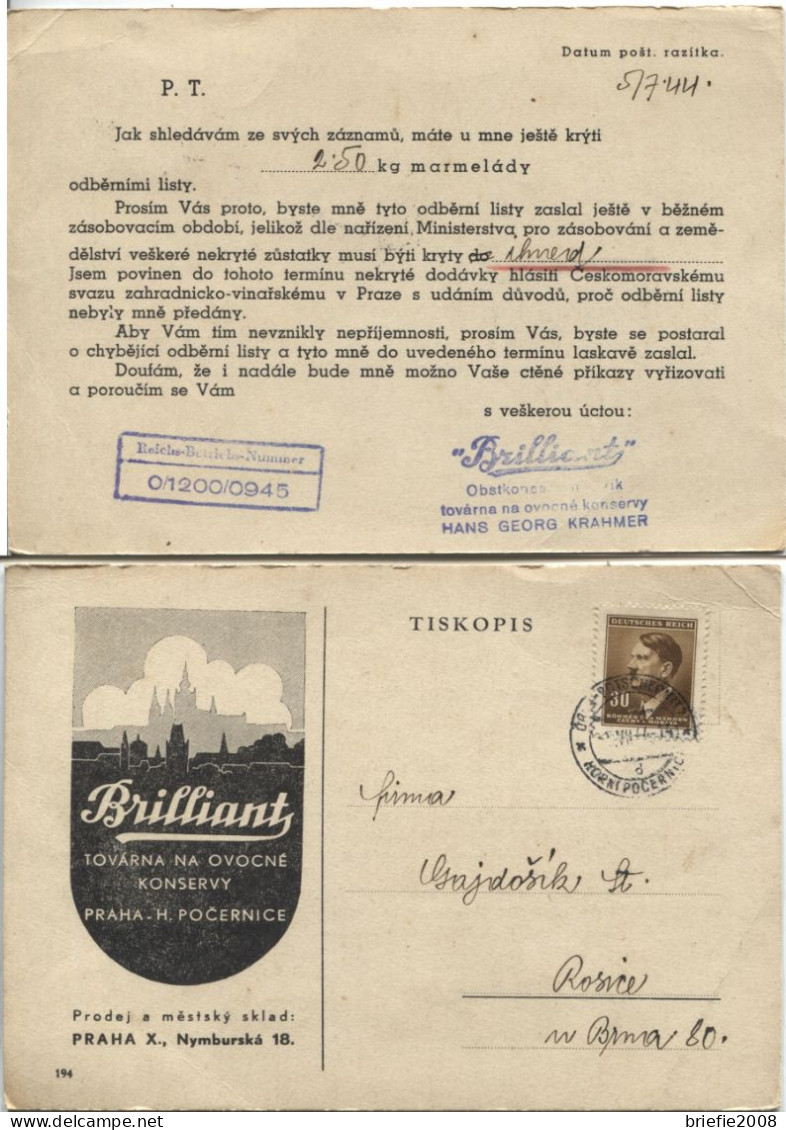 Datum pošt. razítka.
5/7·44·
P. T.
Jak shledávám ze svých záznamů, máte u mne ještě krýti
2·50 kg marmelády
odběrními listy.
Prosím Vás proto, byste mně tyto odběrní listy zaslal ještě v běžném
zásobovacím období, jelikož dle nařízení Ministerstva pro zásobování a země-
dělství veškeré nekryté zůstatky musí býti kryty do ihned
Jsem povinen do tohoto termínu nekryté dodávky hlásiti Českomoravskému
svazu zahradnicko-vinařskému v Praze s udáním důvodů, proč odběrní listy
nebyly mně předány.
Aby Vám tím nevznikly nepříjemnosti, prosím Vás, byste se postaral
o chybějící odběrní listy a tyto mně do uvedeného termínu laskavě zaslal.
Doufám, že i nadále bude mně možno Vaše ctěné příkazy vyřizovati
a poroučím se Vám
s veškerou úctou:
Reichs-Betriebs-Nummer
0/1200/0945
"Brilliant"
továrna na ovocné konservy
HANS GEORG KRAHMER
TISKOPIS
DEUTSCHES REICH
30
BÖHMEN UND MÄHREN
ČECHY A MORAVA
HORNÍ POČERNICE
Brilliant
TOVÁRNA NA OVOCNÉ
KONSERVY
PRAHA - H. POČERNICE
firma
Gajdošík St.
Rosice
u Brna 80.
Prodej a městský sklad:
PRAHA X., Nymburská 18.
194
briefie2008